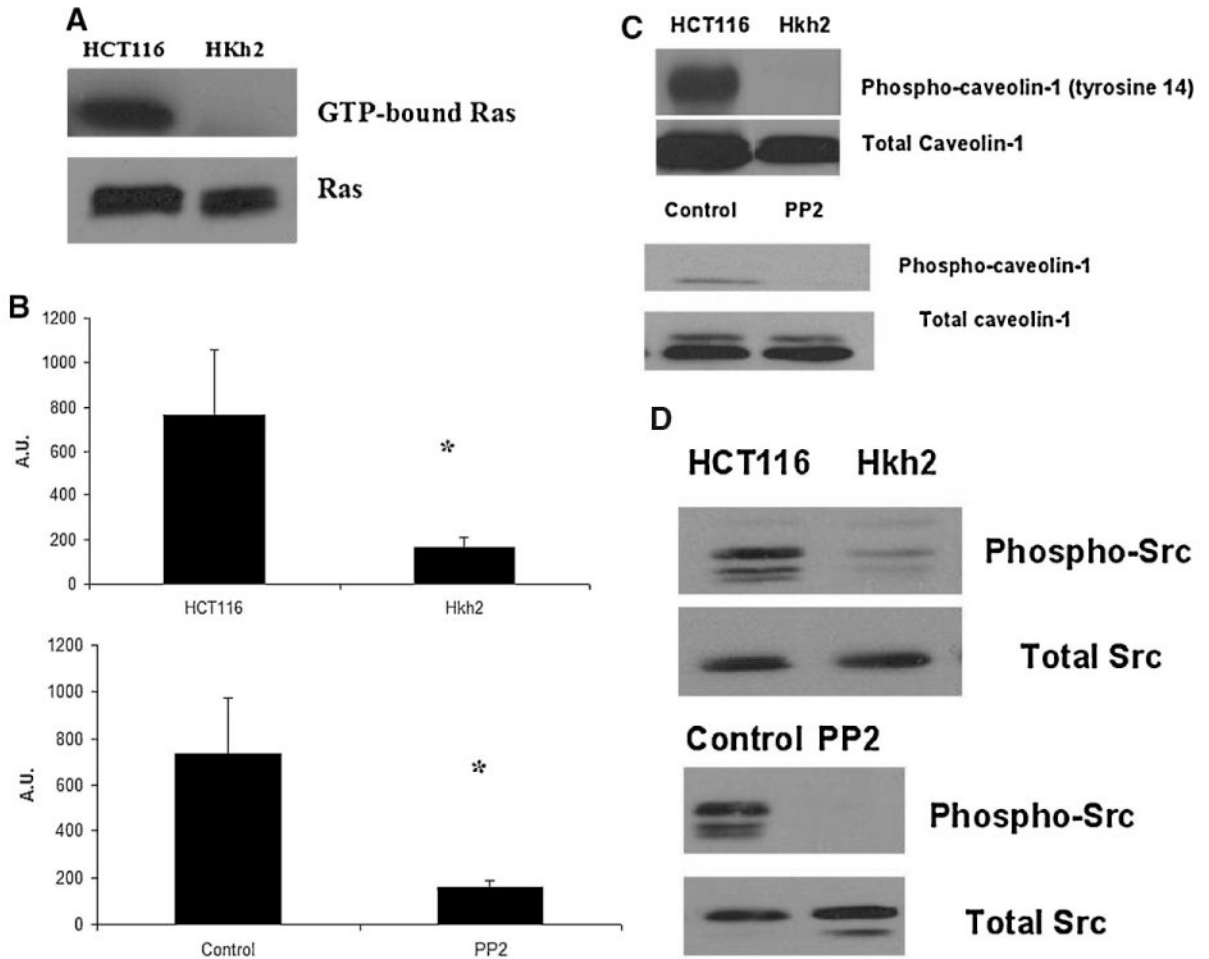 A
HCT116 HKh2
GTP-bound Ras
Ras
B
1200
1000
800
600
400
200
0
A.U.
*
HCT116 Hkh2
1200
1000
800
600
400
200
0
A.U.
*
Control PP2
C
HCT116 Hkh2
Phospho-caveolin-1 (tyrosine 14)
Total Caveolin-1
Control PP2
Phospho-caveolin-1
Total caveolin-1
D
HCT116 Hkh2
Phospho-Src
Total Src
Control PP2
Phospho-Src
Total Src